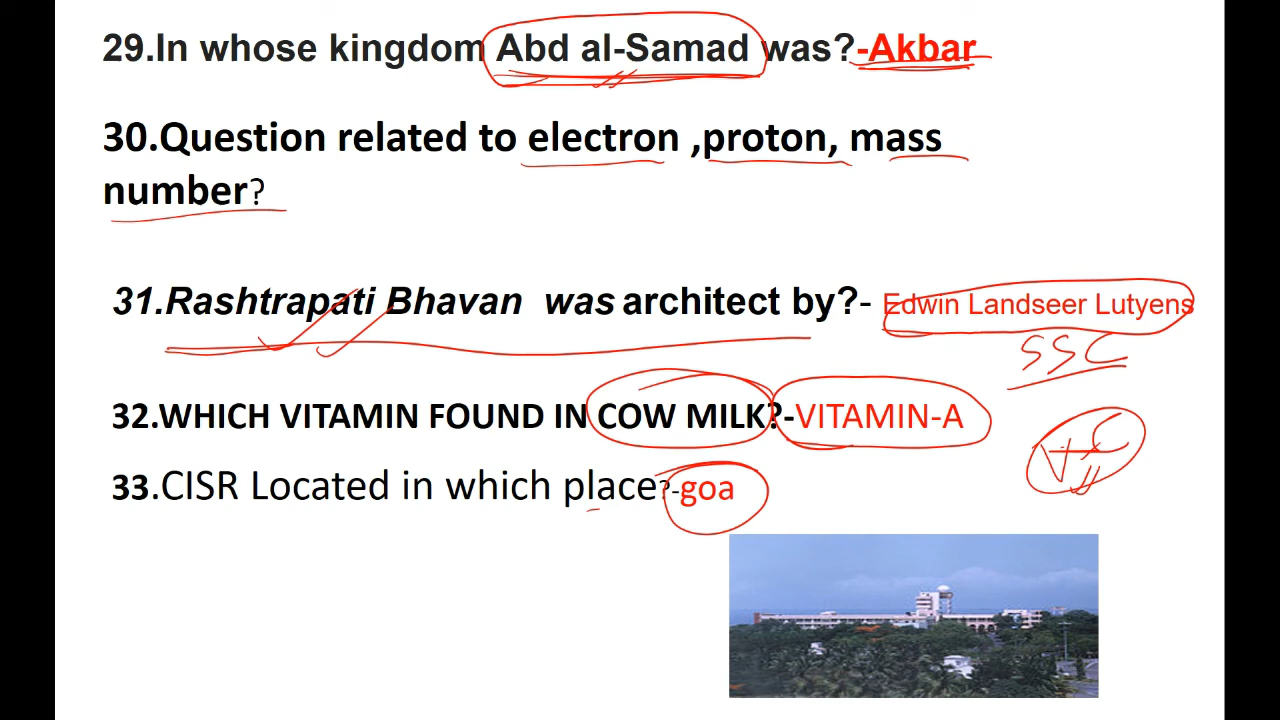 29.In whose kingdom Abd al-Samad was?-Akbar
30.Question related to electron ,proton, mass
number?
31.Rashtrapati Bhavan was architect by?- Edwin Landseer Lutyens
SSC
32.WHICH VITAMIN FOUND IN COW MILK?-VITAMIN-A
33.CISR Located in which place?-goa